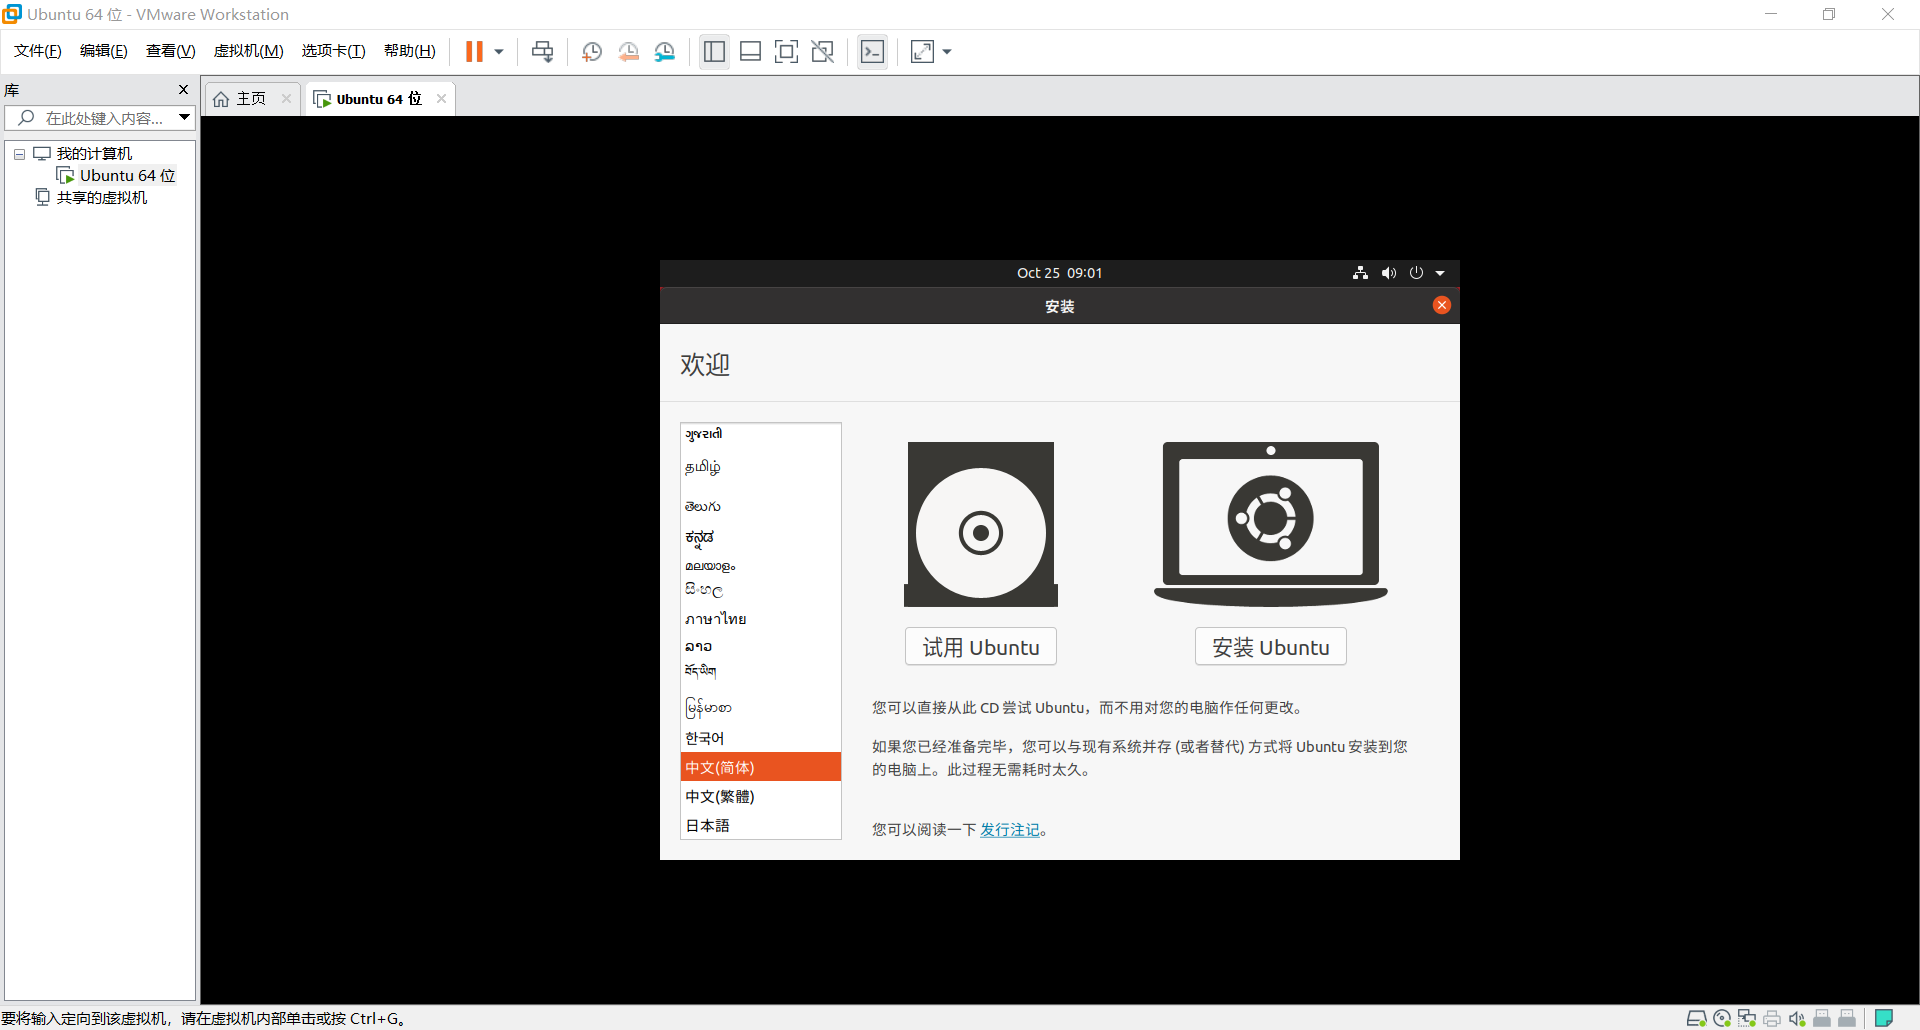 Ubuntu 64 位 - VMware Workstation
文件(F) 编辑(E) 查看(V) 虚拟机(M) 选项卡(T) 帮助(H)
库
主页
Ubuntu 64 位
在此处键入内容...
我的计算机
Ubuntu 64 位
共享的虚拟机
Oct 25 09:01
安装
欢迎
ગુજરાતી
தமிழ்
తెలుగు
ಕನ್ನಡ
മലയാളം
සිංහල
ภาษาไทย
ລາວ
བོད་ཡིག
မြန်မာစာ
한국어
中文(简体)
中文(繁體)
日本語
试用 Ubuntu
安装 Ubuntu
您可以直接从此 CD 尝试 Ubuntu，而不用对您的电脑作任何更改。
如果您已经准备完毕，您可以与现有系统并存 (或者替代) 方式将 Ubuntu 安装到您
的电脑上。此过程无需耗时太久。
您可以阅读一下 发行注记。
要将输入定向到该虚拟机，请在虚拟机内部单击或按 Ctrl+G。